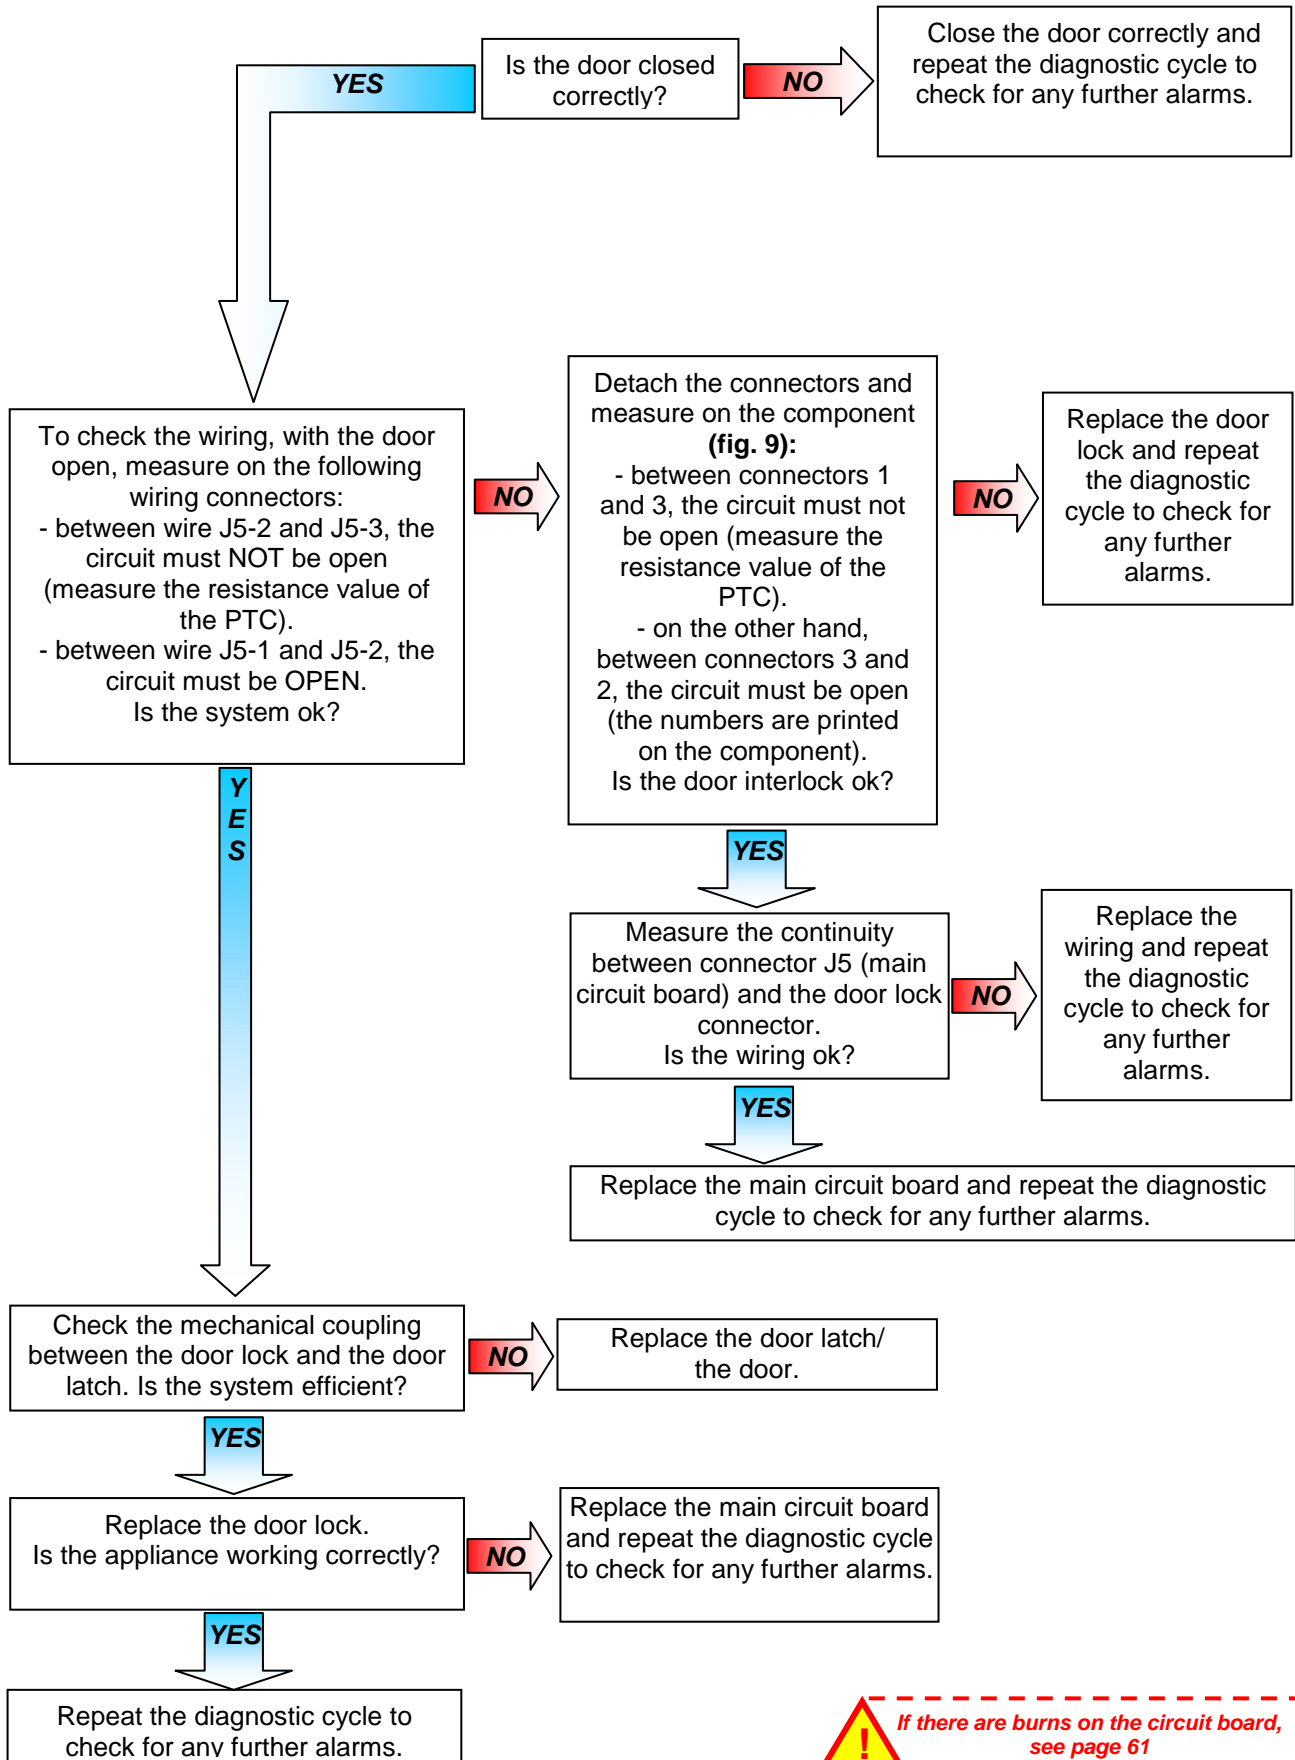 Is the door closed
correctly?
YES
NO
Close the door correctly and
repeat the diagnostic cycle to
check for any further alarms.
To check the wiring, with the door
open, measure on the following
wiring connectors:
- between wire J5-2 and J5-3, the
circuit must NOT be open
(measure the resistance value of
the PTC).
- between wire J5-1 and J5-2, the
circuit must be OPEN.
Is the system ok?
NO
Detach the connectors and
measure on the component
(fig. 9):
- between connectors 1
and 3, the circuit must not
be open (measure the
resistance value of the
PTC).
- on the other hand,
between connectors 3 and
2, the circuit must be open
(the numbers are printed
on the component).
Is the door interlock ok?
NO
Replace the door
lock and repeat
the diagnostic
cycle to check for
any further
alarms.
YES
Measure the continuity
between connector J5 (main
circuit board) and the door lock
connector.
Is the wiring ok?
NO
Replace the
wiring and repeat
the diagnostic
cycle to check for
any further
alarms.
YES
Replace the main circuit board and repeat the diagnostic
cycle to check for any further alarms.
Y
E
S
Check the mechanical coupling
between the door lock and the door
latch. Is the system efficient?
NO
Replace the door latch/
the door.
YES
Replace the door lock.
Is the appliance working correctly?
NO
Replace the main circuit board
and repeat the diagnostic cycle
to check for any further alarms.
YES
Repeat the diagnostic cycle to
check for any further alarms.
!
If there are burns on the circuit board,
see page 61